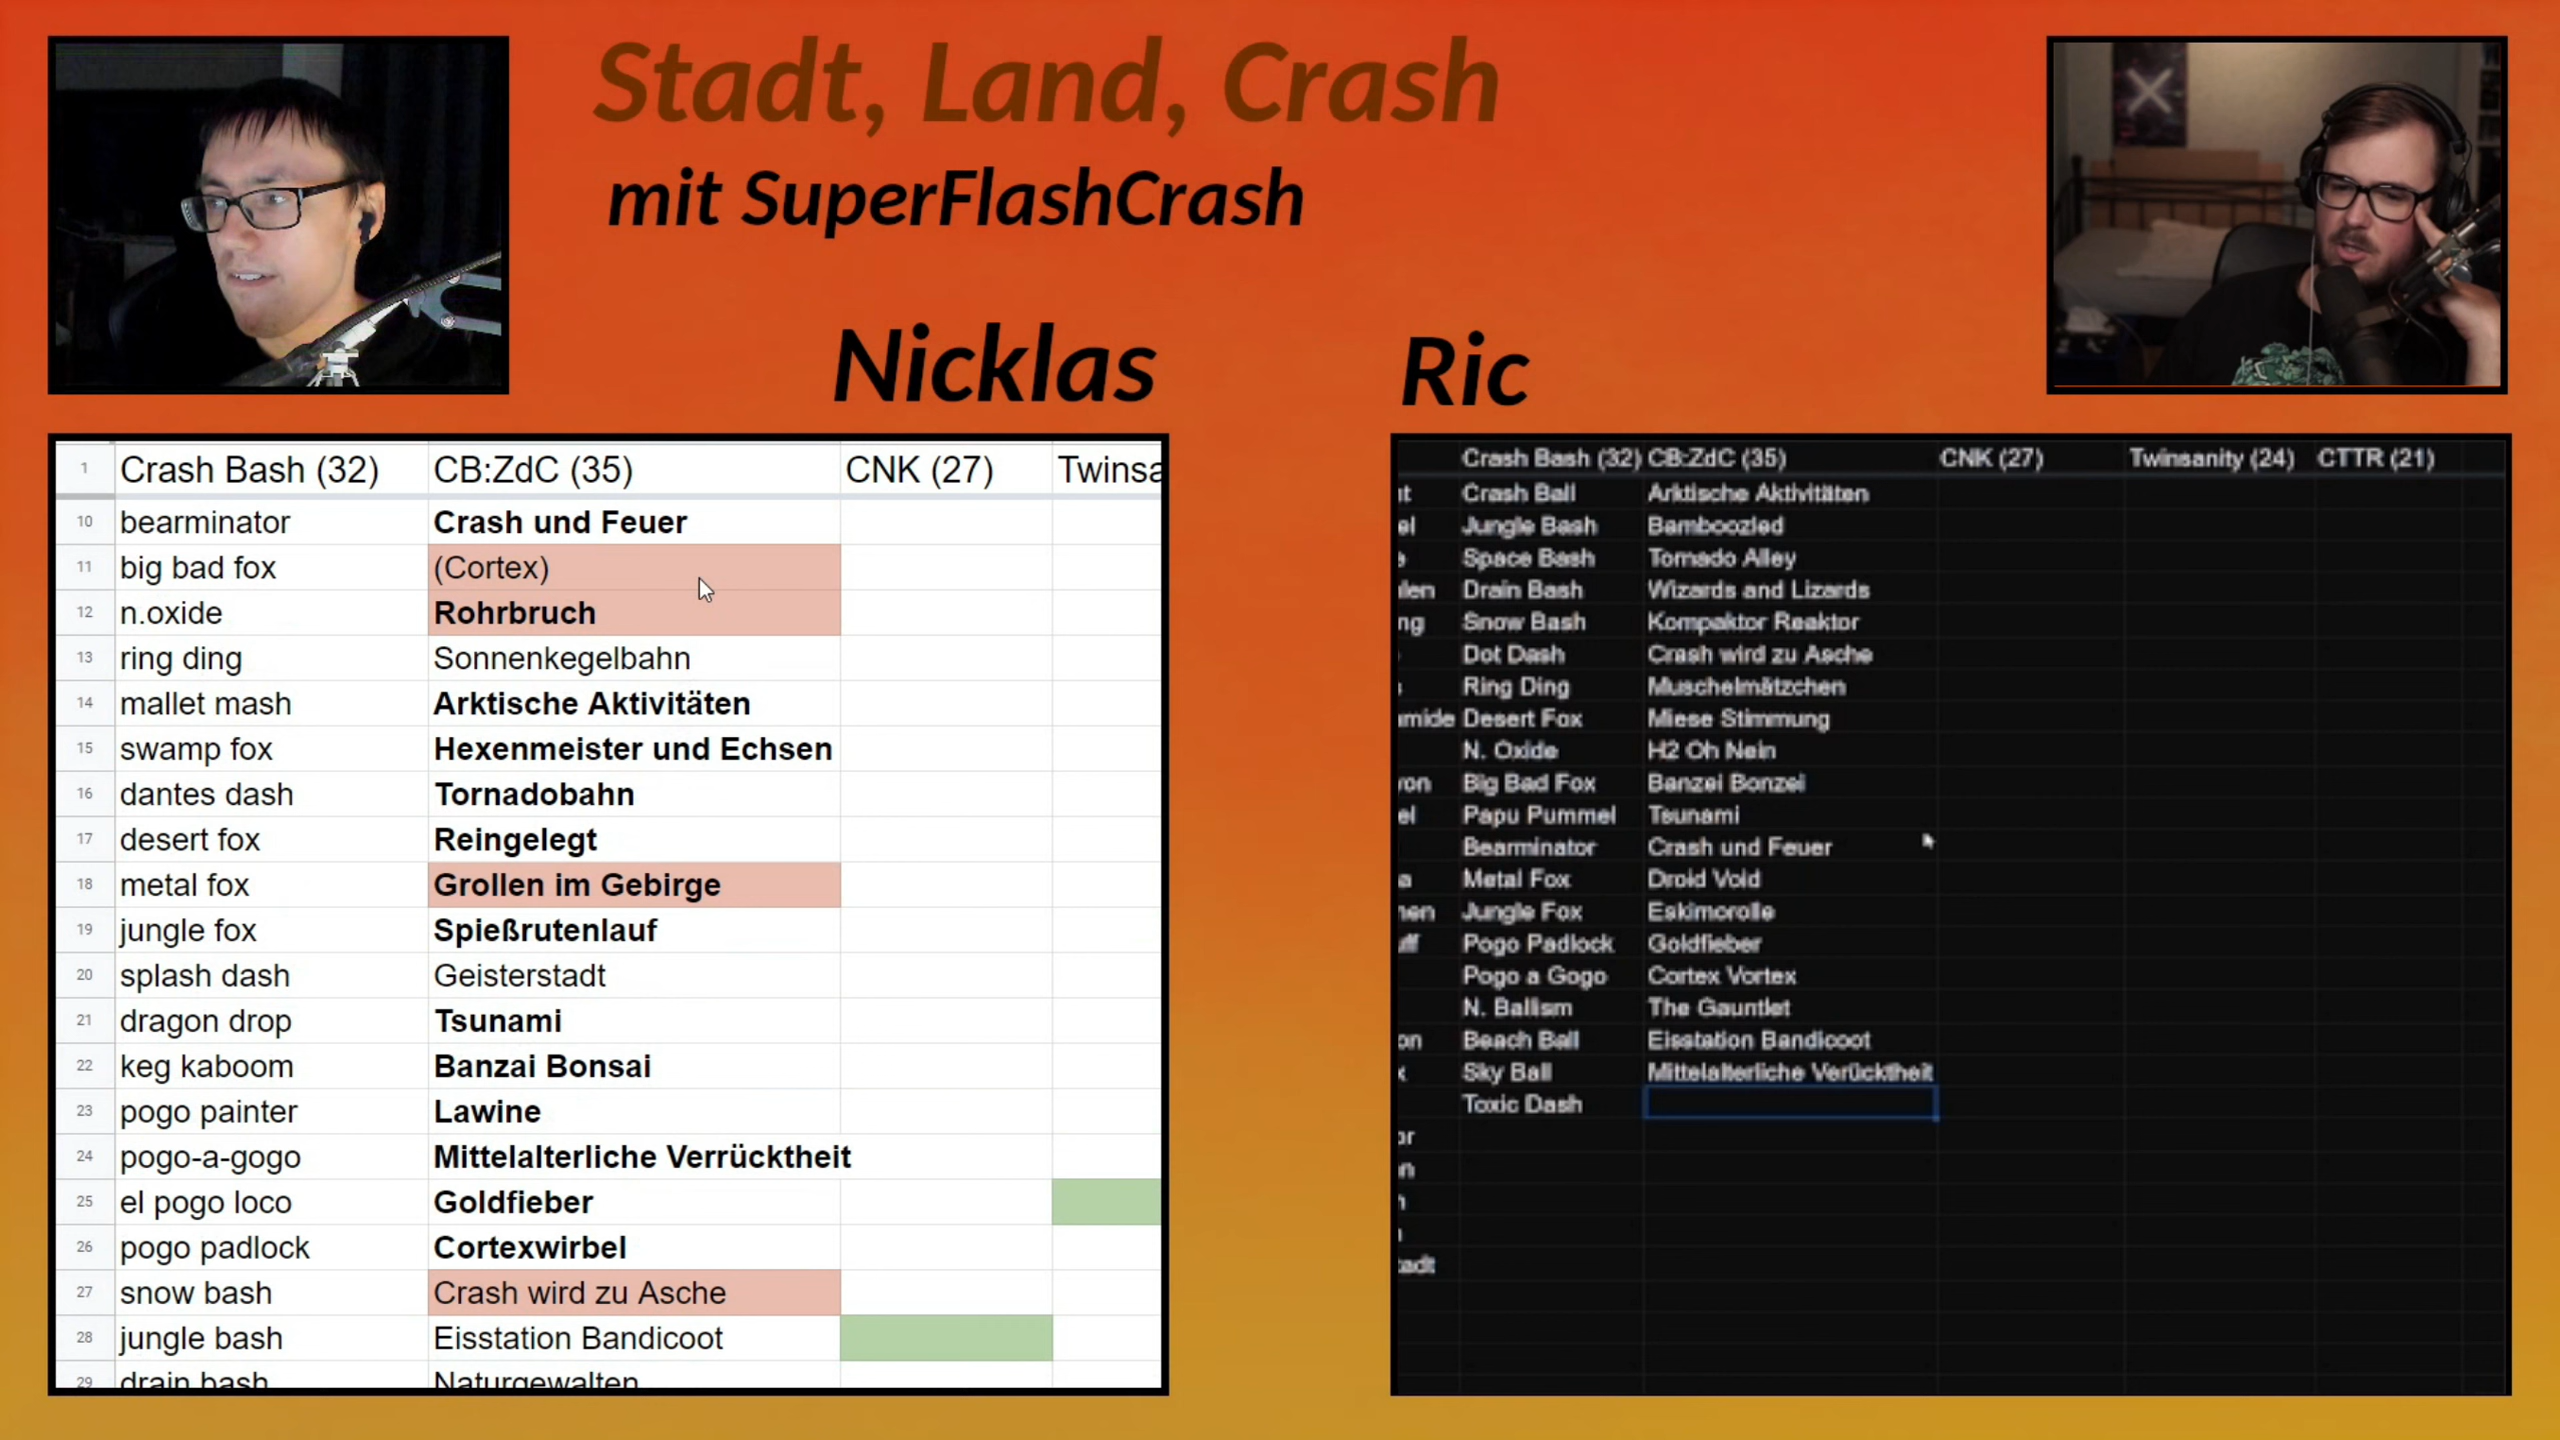 Stadt, Land, Crash
mit SuperFlashCrash
Nicklas
Ric
1 Crash Bash (32) CB:ZdC (35) CNK (27) Twinsa
10 bearminator Crash und Feuer
11 big bad fox (Cortex)
12 n.oxide Rohrbruch
13 ring ding Sonnenkegelbahn
14 mallet mash Arktische Aktivitäten
15 swamp fox Hexenmeister und Echsen
16 dantes dash Tornadobahn
17 desert fox Reingelegt
18 metal fox Grollen im Gebirge
19 jungle fox Spießrutenlauf
20 splash dash Geisterstadt
21 dragon drop Tsunami
22 keg kaboom Banzai Bonsai
23 pogo painter Lawine
24 pogo-a-gogo Mittelalterliche Verrücktheit
25 el pogo loco Goldfieber
26 pogo padlock Cortexwirbel
27 snow bash Crash wird zu Asche
28 jungle bash Eisstation Bandicoot
29 drain bash Naturgewalten
Crash Bash (32) CB:ZdC (35) CNK (27) Twinsanity (24) CTTR (21)
Crash Ball Arktische Aktivitäten
Jungle Bash Bamboozled
Space Bash Tornado Alley
Drain Bash Wizards and Lizards
Snow Bash Kompaktor Reaktor
Dot Dash Crash wird zu Asche
Ring Ding Muschelmätzchen
amide Desert Fox Miese Stimmung
N. Oxide H2 Oh Nein
Big Bad Fox Banzei Bonzei
Papu Pummel Tsunami
Bearminator Crash und Feuer
Metal Fox Droid Void
Jungle Fox Eskimorolle
Pogo Padlock Goldfieber
Pogo a Gogo Cortex Vortex
N. Ballism The Gauntlet
Beach Ball Eisstation Bandicoot
Sky Ball Mittelalterliche Verücktheit
Toxic Dash